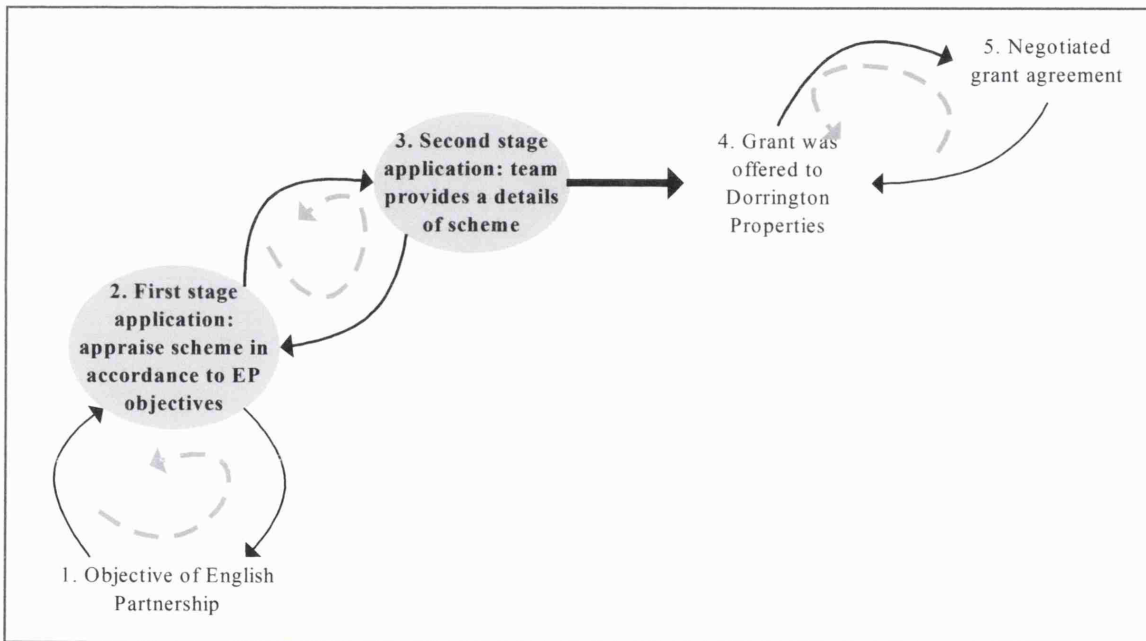 1. Objective of English
Partnership
2. First stage
application:
appraise scheme in
accordance to EP
objectives
3. Second stage
application: team
provides a details
of scheme
4. Grant was
offered to
Dorrington
Properties
5. Negotiated
grant agreement